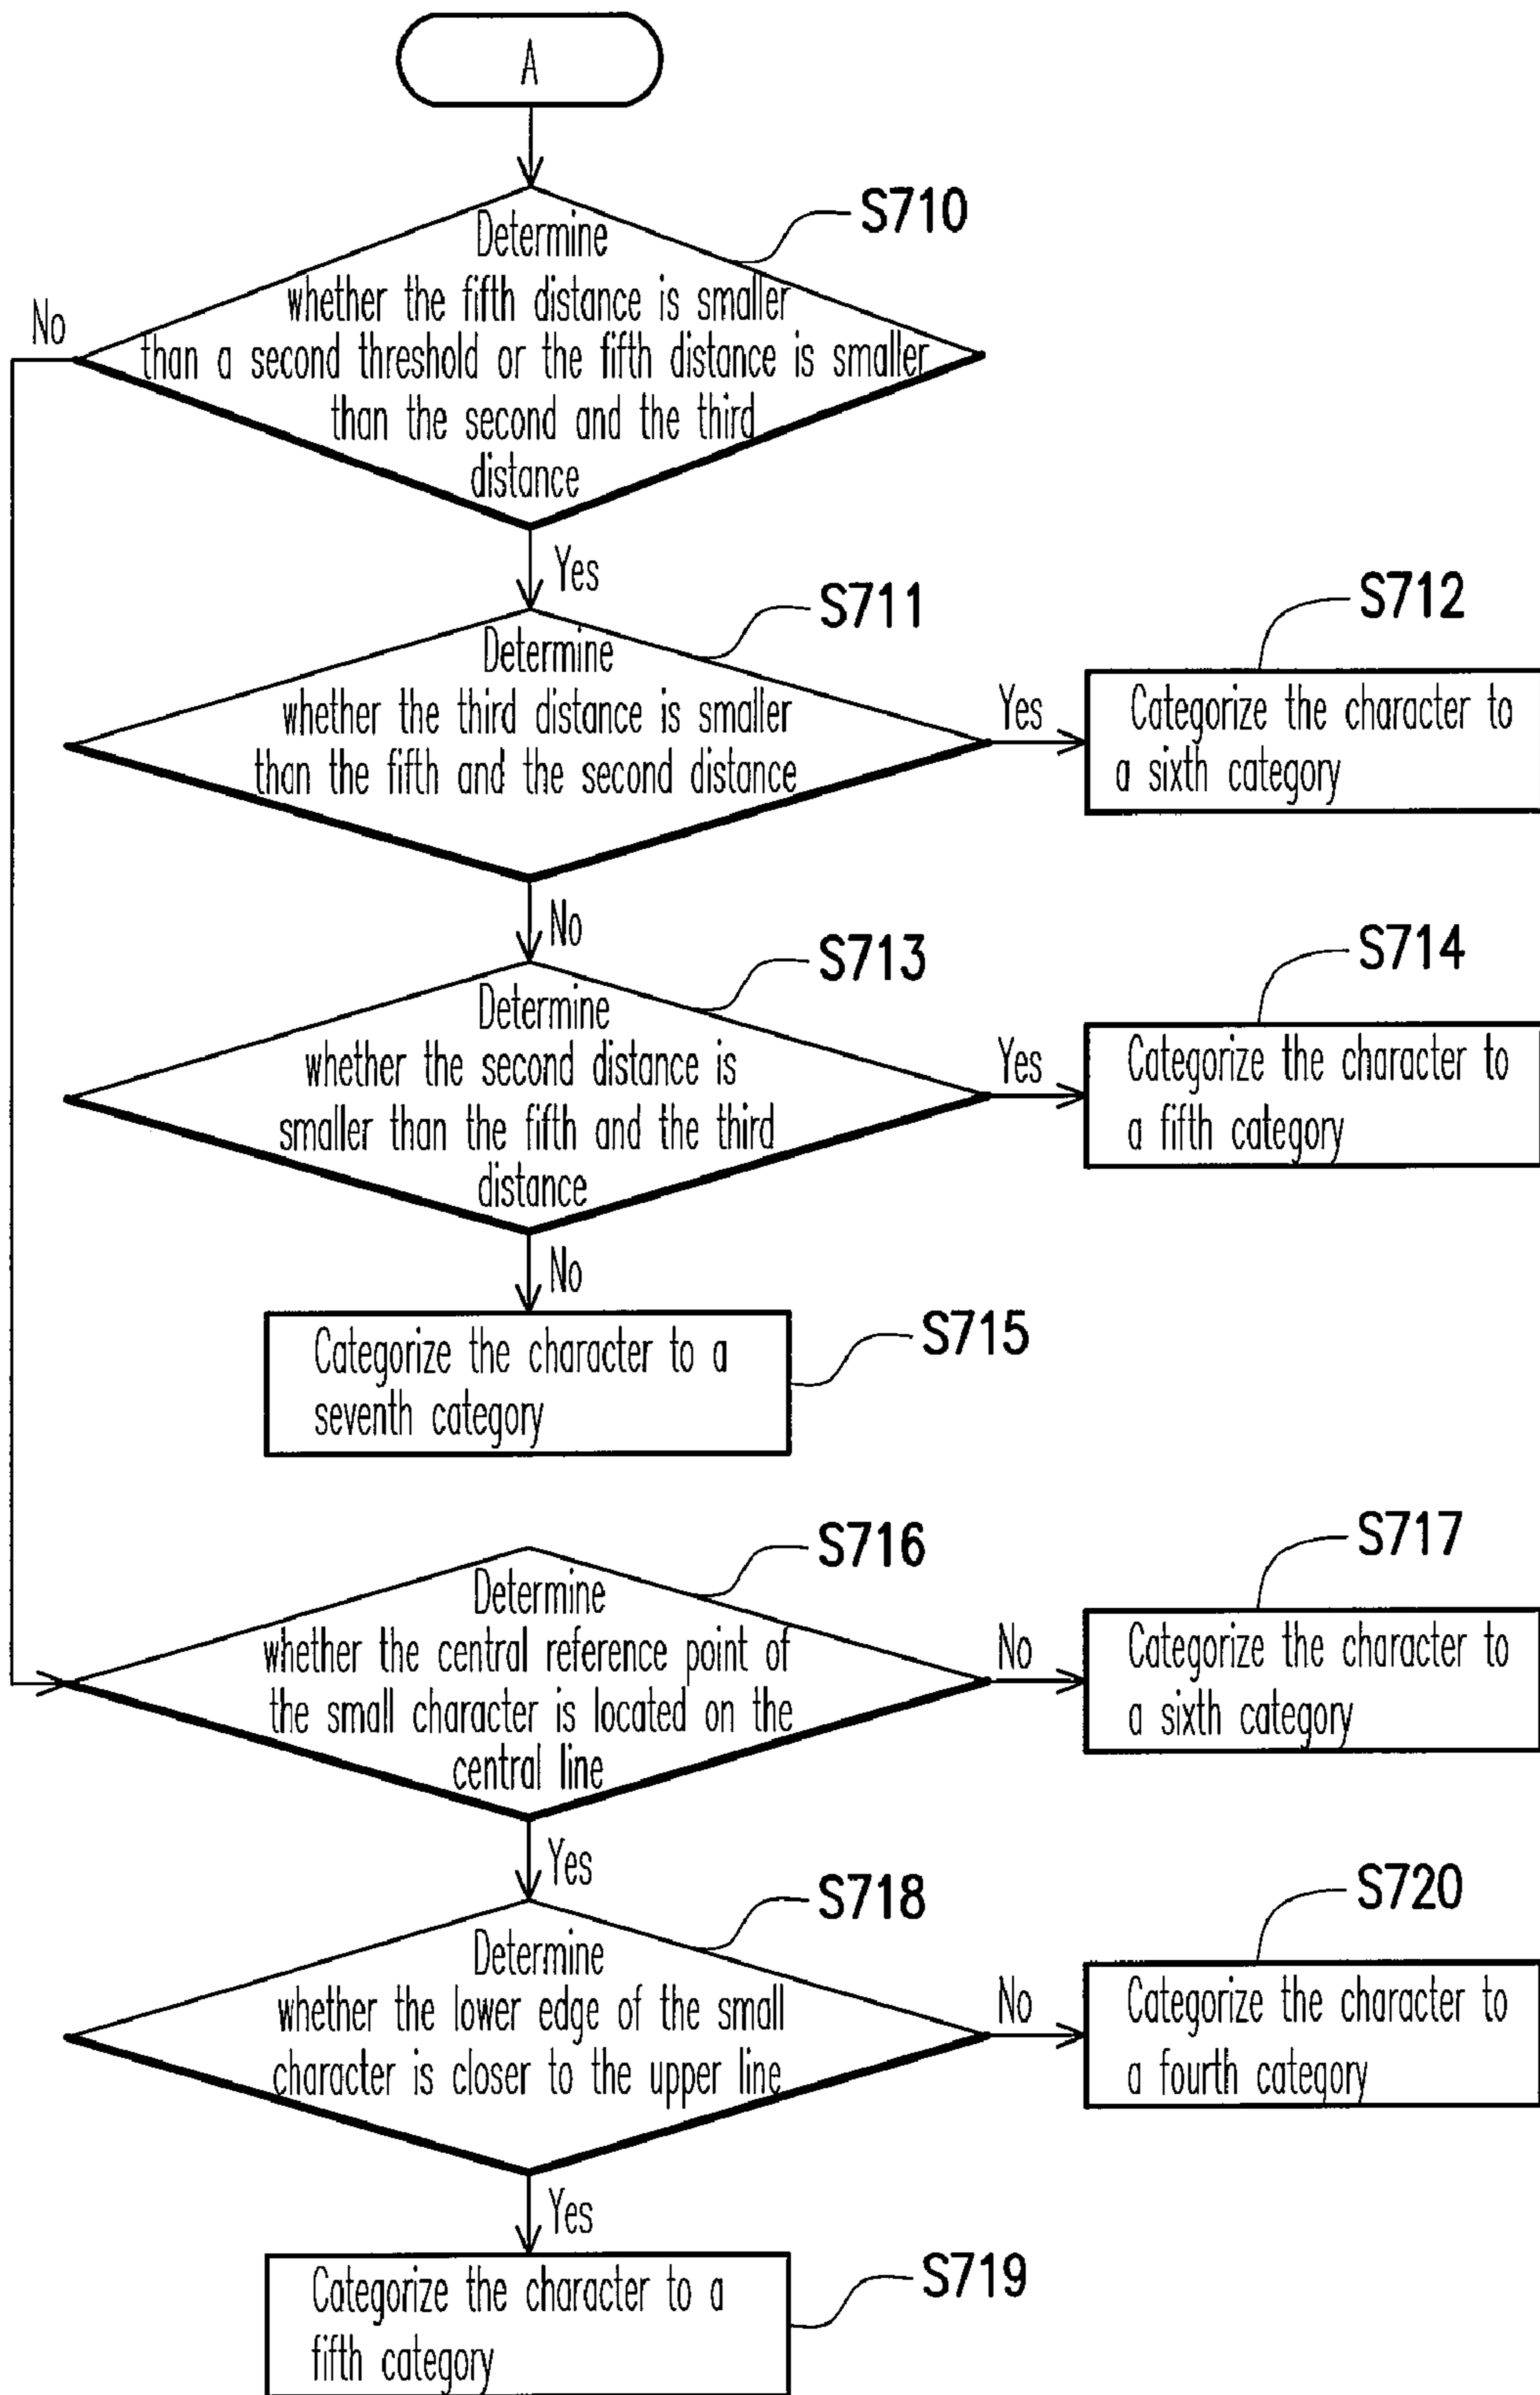 A
S710
Determine
whether the fifth distance is smaller
than a second threshold or the fifth distance is smaller
than the second and the third
distance
No
Yes
S711
Determine
whether the third distance is smaller
than the fifth and the second distance
Yes
S712
Categorize the character to
a sixth category
No
S713
Determine
whether the second distance is
smaller than the fifth and the third
distance
Yes
S714
Categorize the character to
a fifth category
No
S715
Categorize the character to a
seventh category
S716
Determine
whether the central reference point of
the small character is located on the
central line
No
S717
Categorize the character to
a sixth category
Yes
S718
Determine
whether the lower edge of the small
character is closer to the upper line
No
S720
Categorize the character to
a fourth category
Yes
S719
Categorize the character to a
fifth category